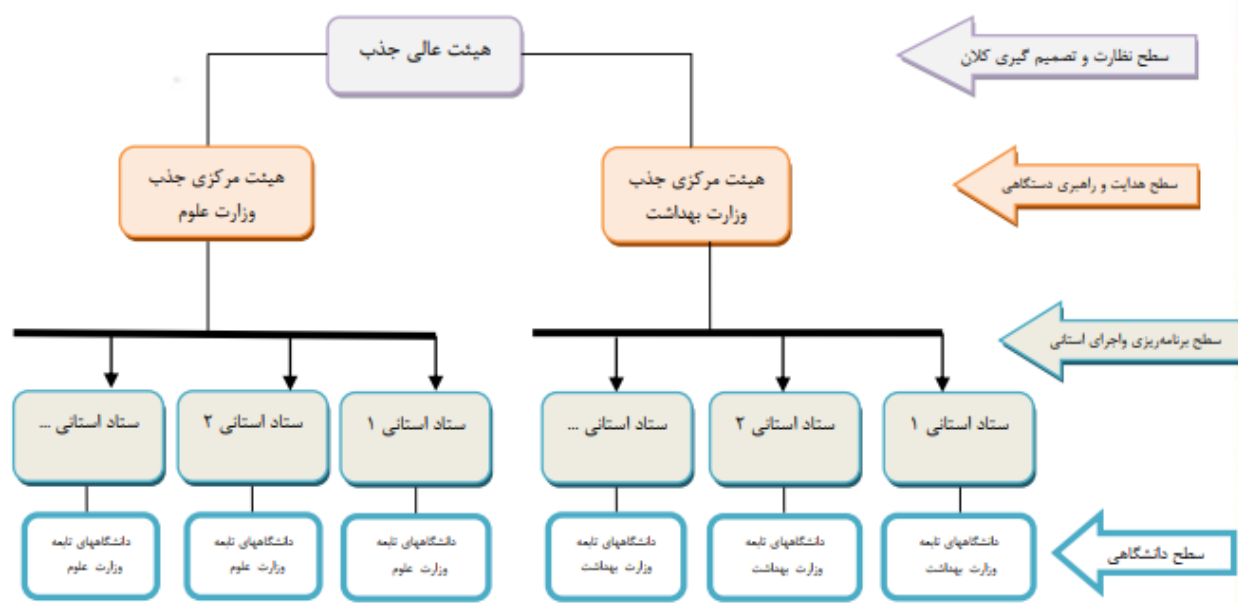 هیئت عالی جذب
سطح نظارت و تصمیم گیری کلان
هیئت مرکزی جذب
وزارت بهداشت
هیئت مرکزی جذب
وزارت علوم
سطح هدایت و راهبری دستگاهی
سطح برنامه‌ریزی واجرای استانی
ستاد استانی ۱
ستاد استانی ۲
ستاد استانی ...
ستاد استانی ۱
ستاد استانی ۲
ستاد استانی ...
سطح دانشگاهی
دانشگاههای تابعه
وزارت بهداشت
دانشگاههای تابعه
وزارت بهداشت
دانشگاههای تابعه
وزارت بهداشت
دانشگاههای تابعه
وزارت علوم
دانشگاههای تابعه
وزارت علوم
دانشگاههای تابعه
وزارت علوم